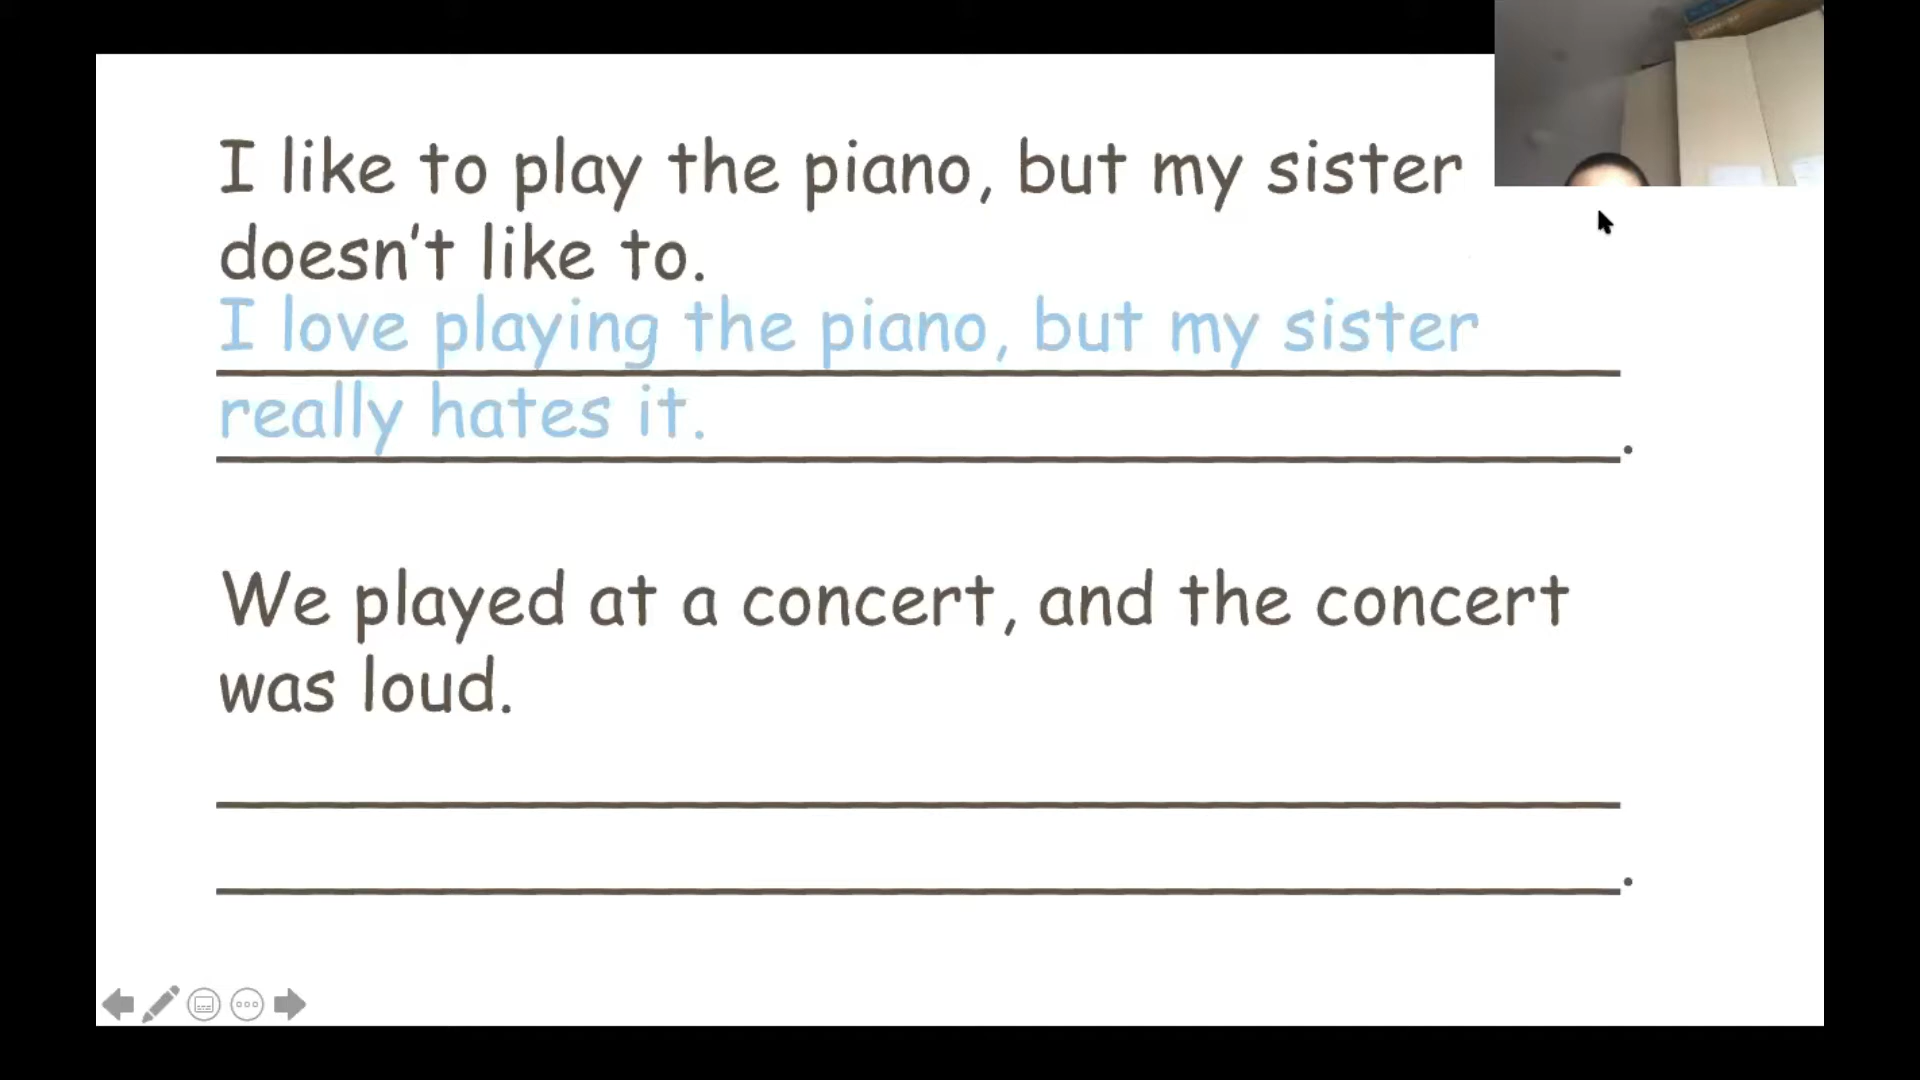 I like to play the piano, but my sister
doesn't like to.
I love playing the piano, but my sister
really hates it.
.
We played at a concert, and the concert
was loud.
.